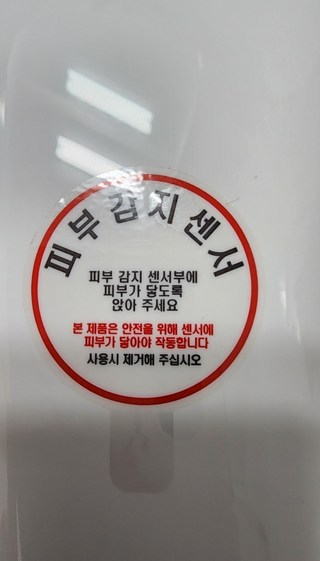 피부 감지 센서
피부 감지 센서부에
피부가 닿도록
앉아 주세요
본 제품은 안전을 위해 센서에
피부가 닿아야 작동합니다
사용시 제거해 주십시오